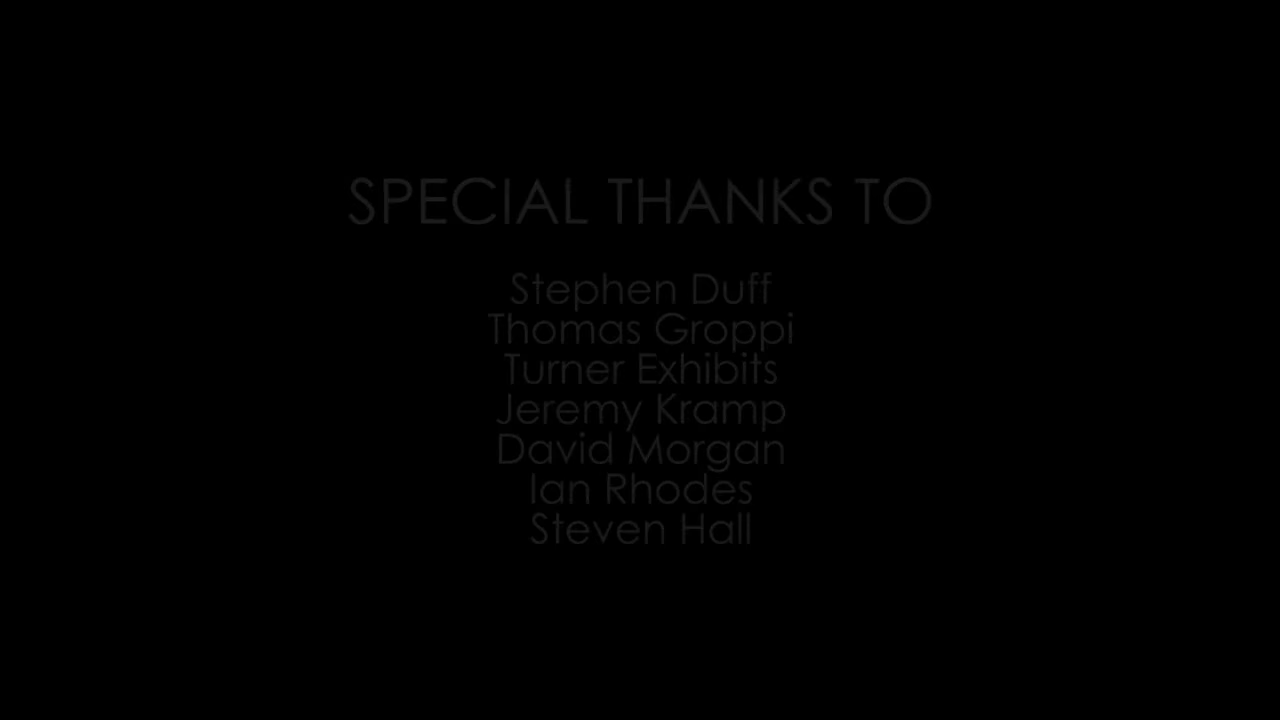 SPECIAL THANKS TO
Stephen Duff
Thomas Groppi
Turner Exhibits
Jeremy Kramp
David Morgan
Ian Rhodes
Steven Hall